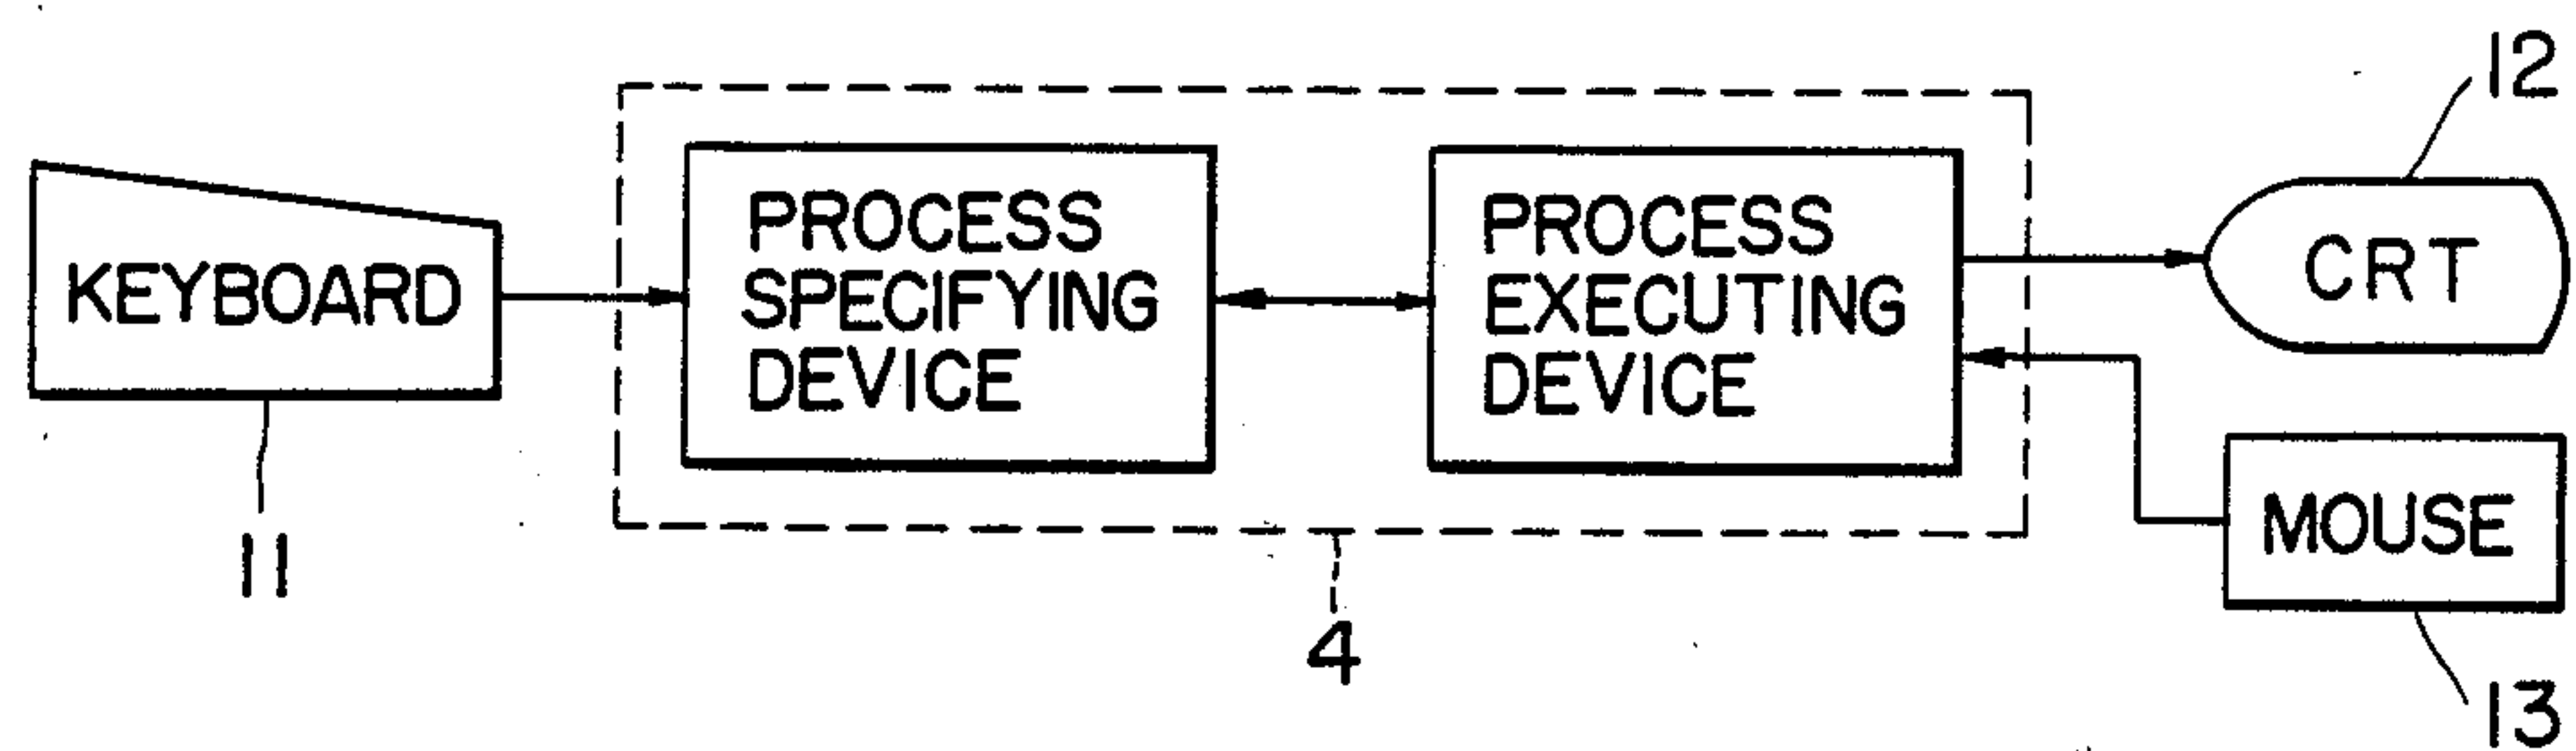 12
KEYBOARD
PROCESS
SPECIFYING
DEVICE
PROCESS
EXECUTING
DEVICE
CRT
MOUSE
11
4
13